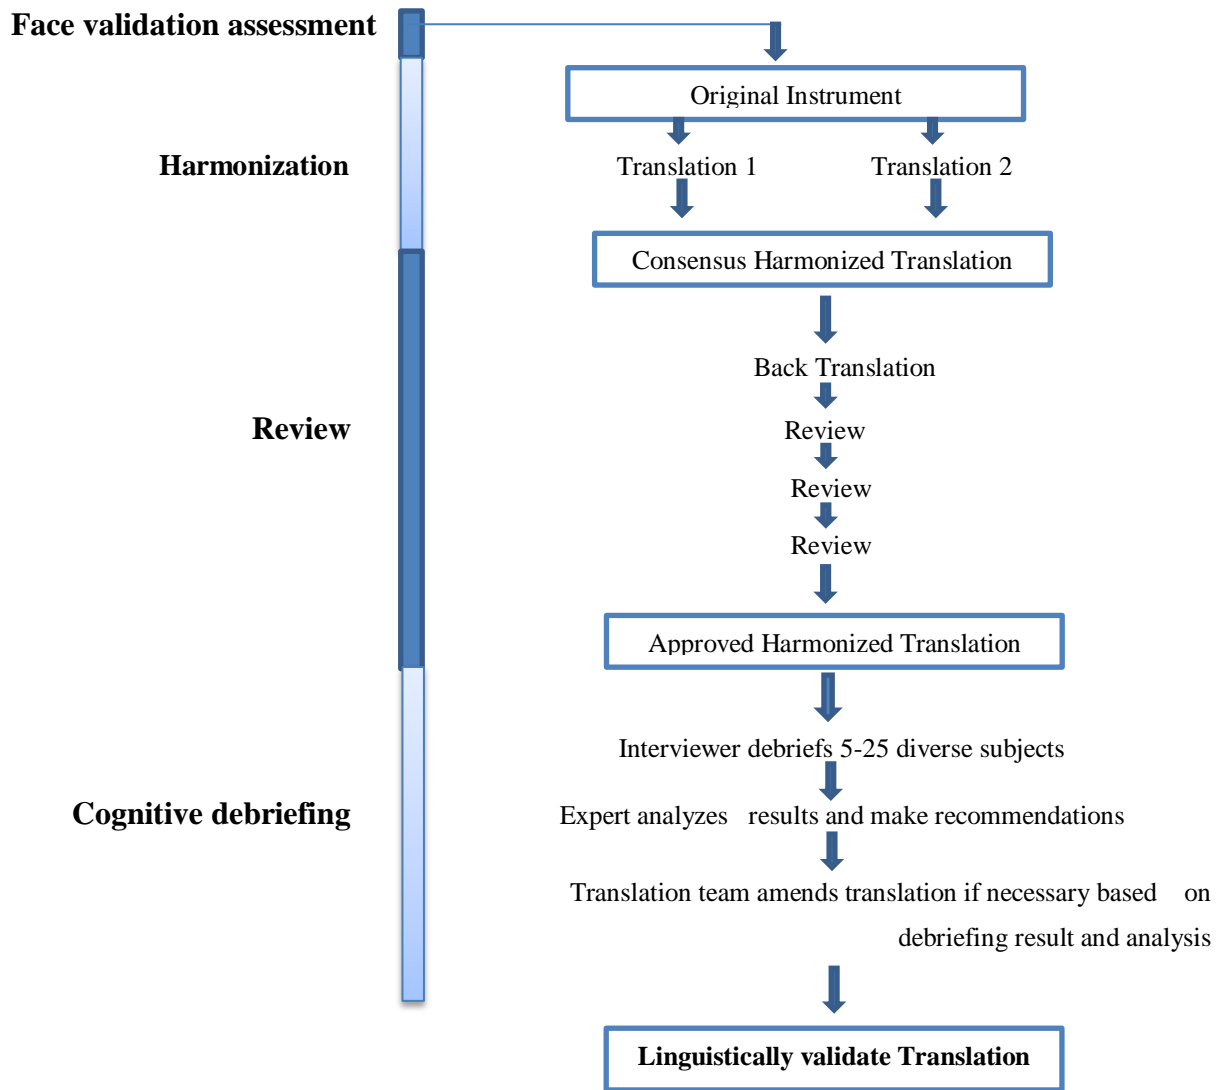 Face validation assessment
Original Instrument
Harmonization
Translation 1
Translation 2
Consensus Harmonized Translation
Back Translation
Review
Review
Review
Review
Approved Harmonized Translation
Interviewer debriefs 5-25 diverse subjects
Cognitive debriefing
Expert analyzes results and make recommendations
Translation team amends translation if necessary based on
debriefing result and analysis
Linguistically validate Translation